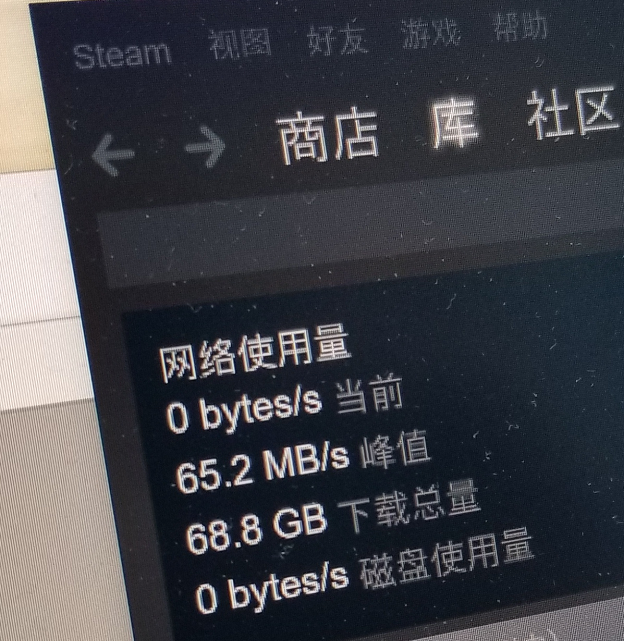 Steam 视图 好友 游戏 帮助
← → 商店 库 社区
网络使用量
0 bytes/s 当前
65.2 MB/s 峰值
68.8 GB 下载总量
0 bytes/s 磁盘使用量